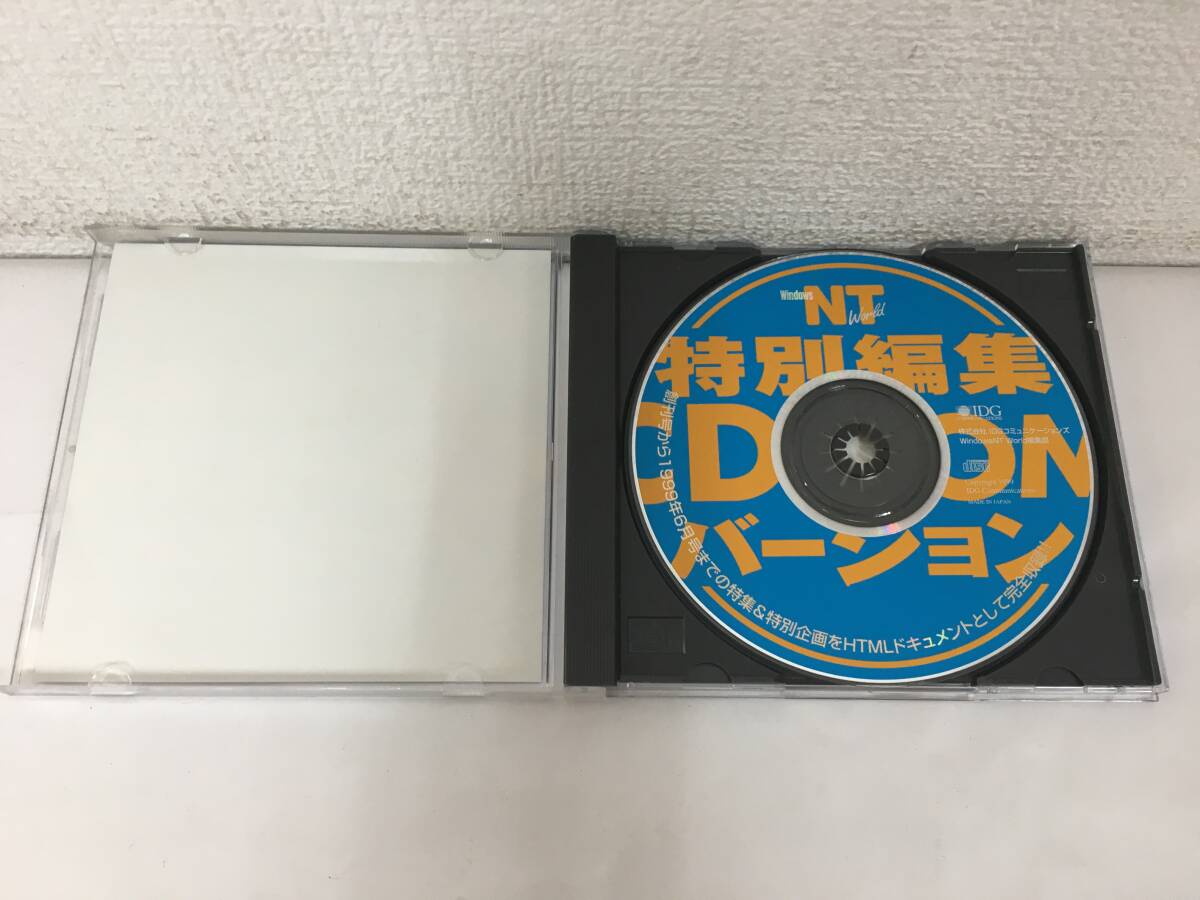 Windows
NT
World
特別編集
CD-ROM
バージョン
IDG
株式会社 IDGコミュニケーションズ
WindowsNT World編集部
Copyright 1999
IDG Communications
MADE IN JAPAN
創刊号から1999年6月号までの特集&特別企画をHTMLドキュメントとして完全収録!!